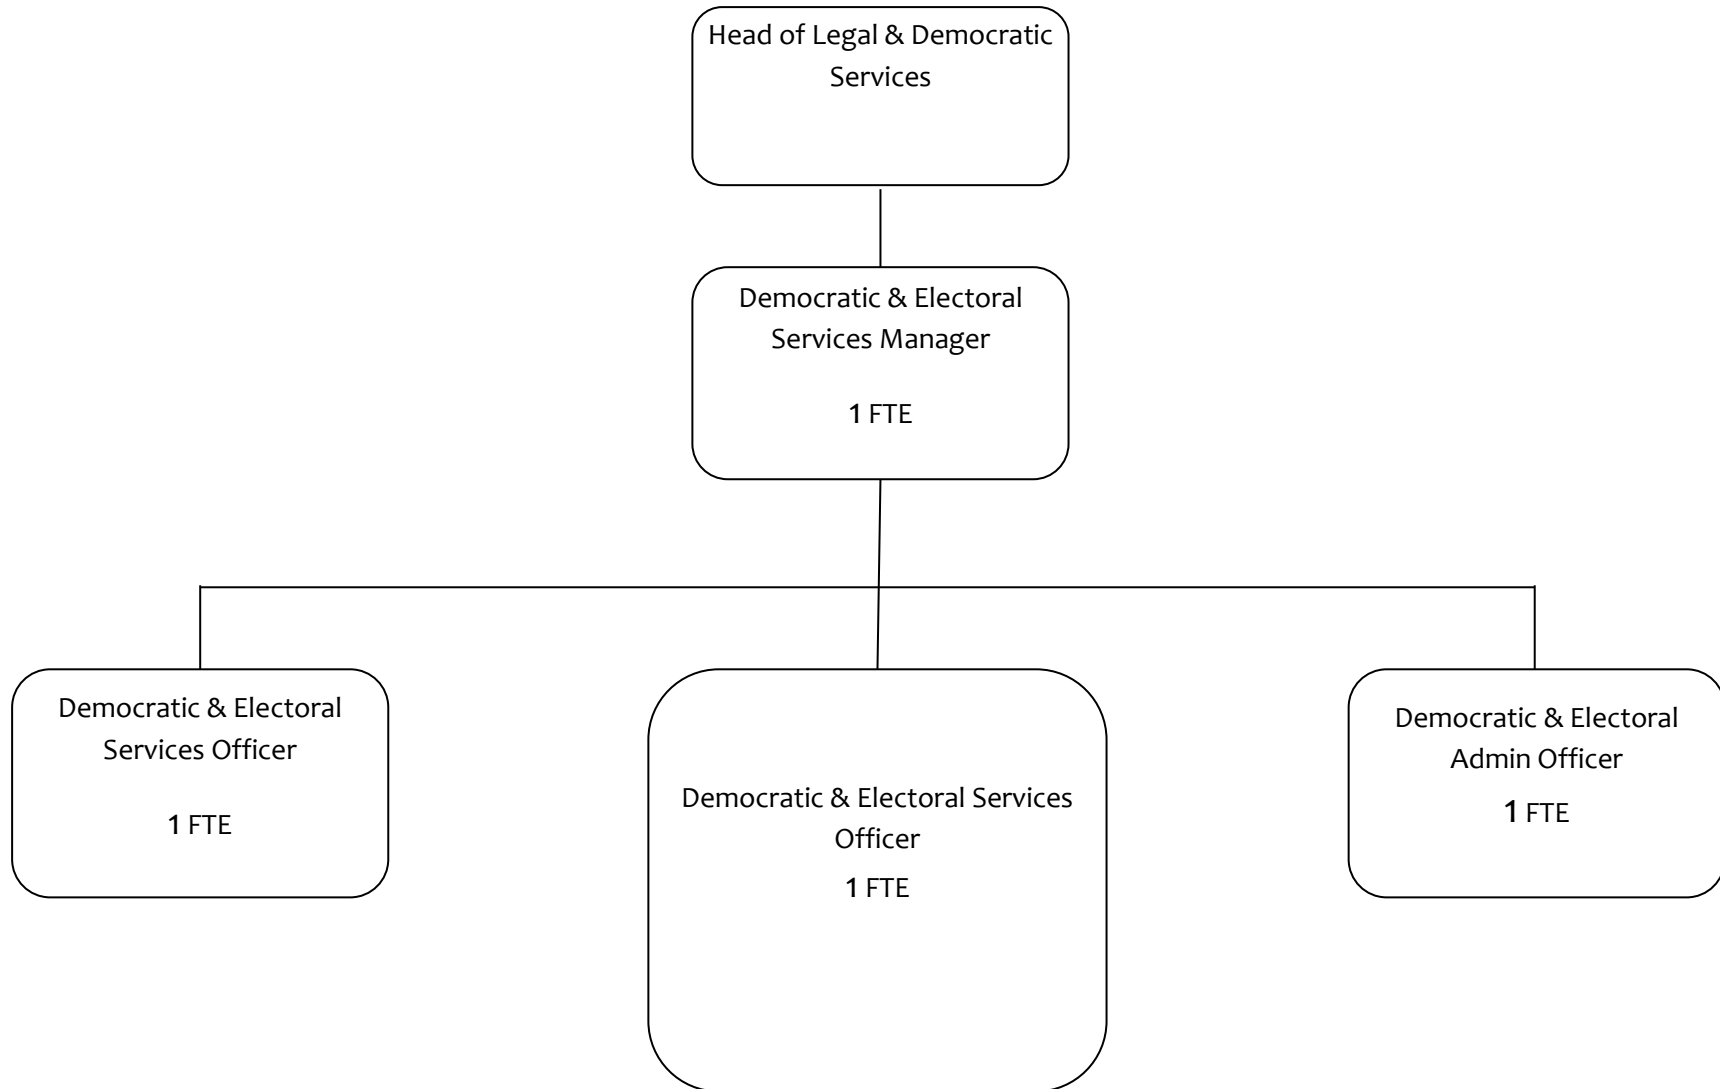 Head of Legal & Democratic
Services
Democratic & Electoral
Services Manager
1 FTE
Democratic & Electoral
Services Officer
1 FTE
Democratic & Electoral Services
Officer
1 FTE
Democratic & Electoral
Admin Officer
1 FTE